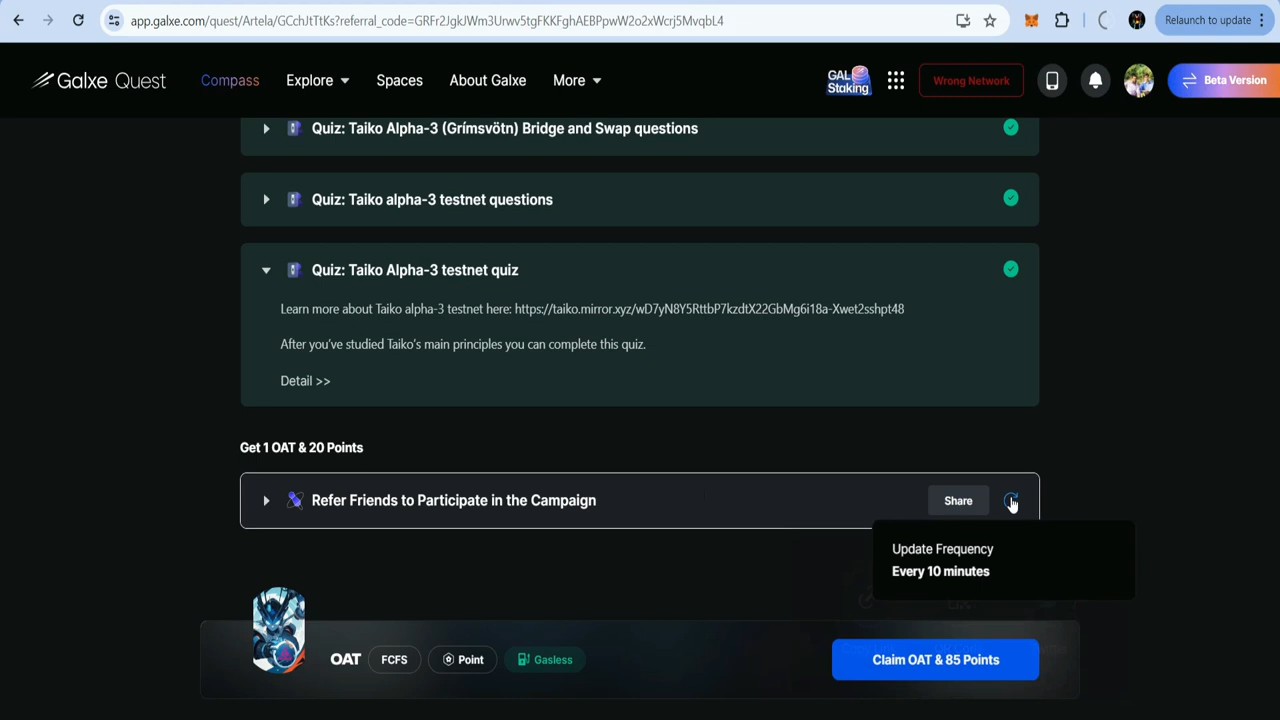 app.galxe.com/quest/Artela/GCchJtTtKs?referral_code=GRFr2JgkJWm3Urwv5tgFKKFghAEBPpwW2o2xWcrj5MvqbL4
Relaunch to update
Galxe Quest
Compass
Explore
Spaces
About Galxe
More
GAL
Staking
Wrong Network
Beta Version
Quiz: Taiko Alpha-3 (Grímsvötn) Bridge and Swap questions
Quiz: Taiko alpha-3 testnet questions
Quiz: Taiko Alpha-3 testnet quiz
Learn more about Taiko alpha-3 testnet here: https://taiko.mirror.xyz/wD7yN8Y5RttbP7kzdtX22GbMg6i18a-Xwet2sshpt48
After you've studied Taiko's main principles you can complete this quiz.
Detail >>
Get 1 OAT & 20 Points
Refer Friends to Participate in the Campaign
Share
Update Frequency
Every 10 minutes
OAT
FCFS
Point
Gasless
Claim OAT & 85 Points